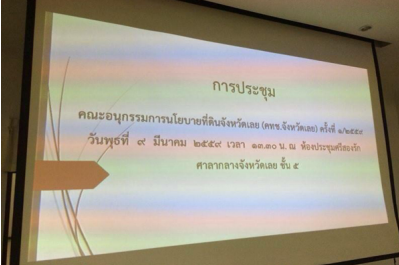 การประชุม
คณะอนุกรรมการนโยบายที่ดินจังหวัดเลย (คทช.จังหวัดเลย) ครั้งที่ ๑/๒๕๕๙
วันพุธที่ ๙ มีนาคม ๒๕๕๙ เวลา ๑๓.๓๐ น. ณ ห้องประชุมศรีสองรัก
ศาลากลางจังหวัดเลย ชั้น ๕